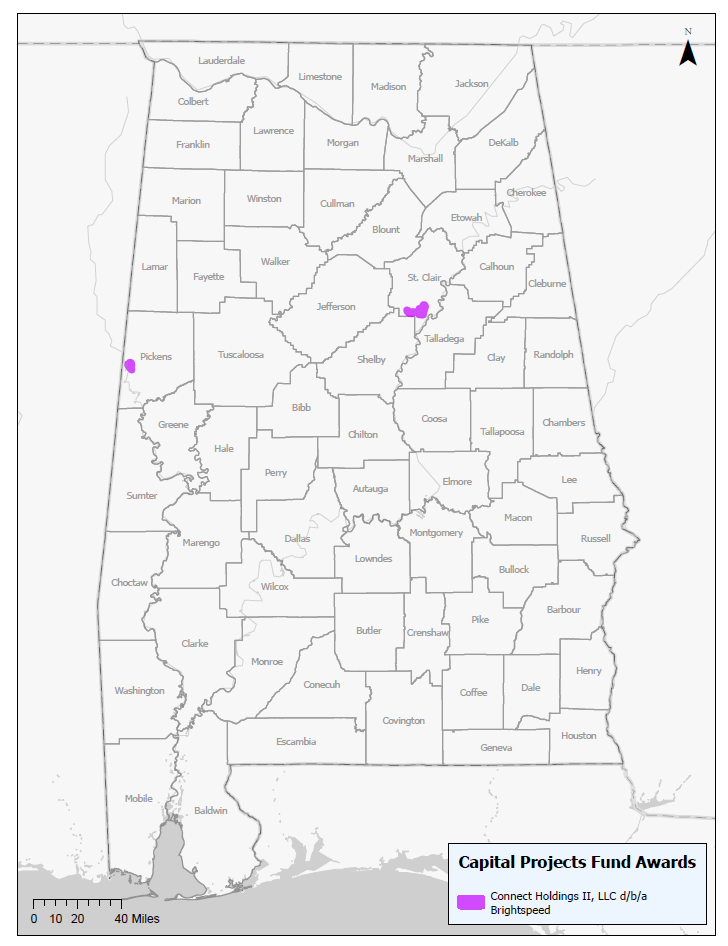 N
Lauderdale
Limestone
Madison
Jackson
Colbert
Lawrence
Franklin
Morgan
DeKalb
Marshall
Marion
Winston
Cullman
Cherokee
Etowah
Blount
Lamar
Fayette
Walker
St. Clair
Calhoun
Cleburne
Jefferson
Talladega
Pickens
Tuscaloosa
Shelby
Clay
Randolph
Bibb
Greene
Chilton
Coosa
Tallapoosa
Chambers
Hale
Perry
Autauga
Elmore
Lee
Sumter
Macon
Dallas
Montgomery
Russell
Marengo
Lowndes
Bullock
Choctaw
Wilcox
Barbour
Butler
Crenshaw
Pike
Clarke
Monroe
Conecuh
Henry
Washington
Coffee
Dale
Covington
Escambia
Geneva
Houston
Mobile
Baldwin
Capital Projects Fund Awards
Connect Holdings II, LLC d/b/a
Brightspeed
0 10 20 40 Miles